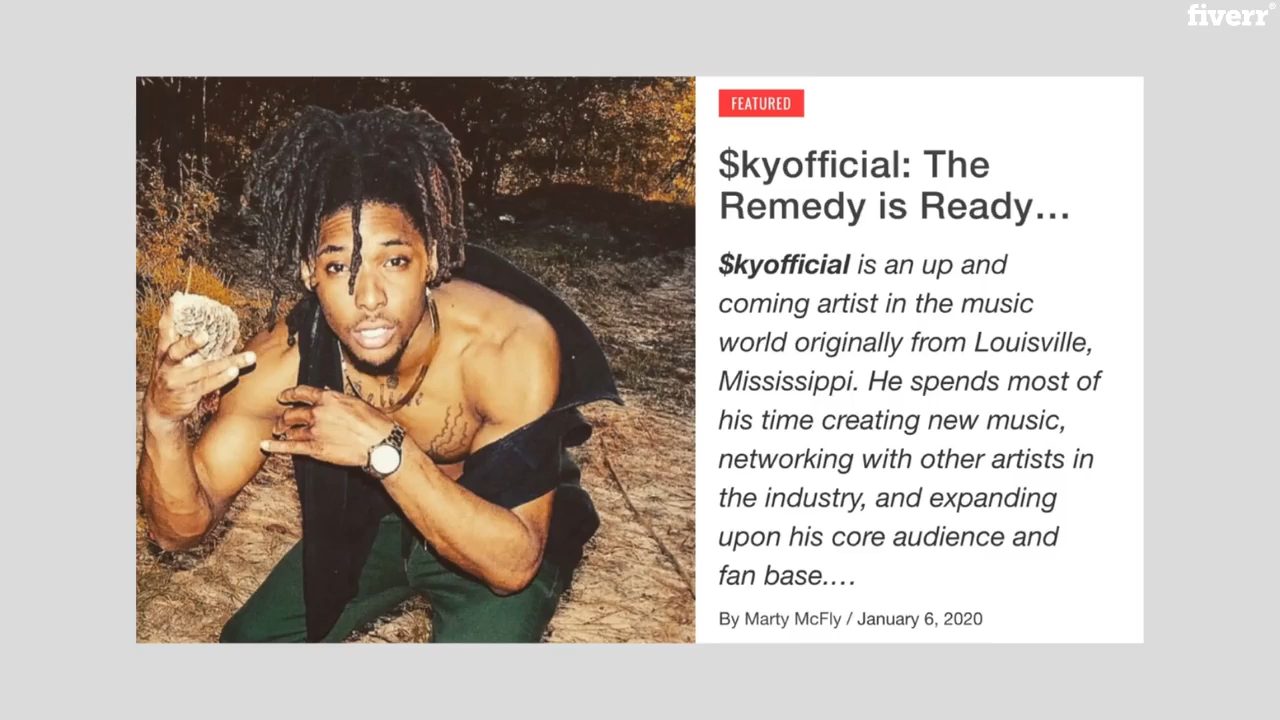 fiverr®
FEATURED
$kyofficial: The
Remedy is Ready…
$kyofficial is an up and
coming artist in the music
world originally from Louisville,
Mississippi. He spends most of
his time creating new music,
networking with other artists in
the industry, and expanding
upon his core audience and
fan base.…
By Marty McFly / January 6, 2020